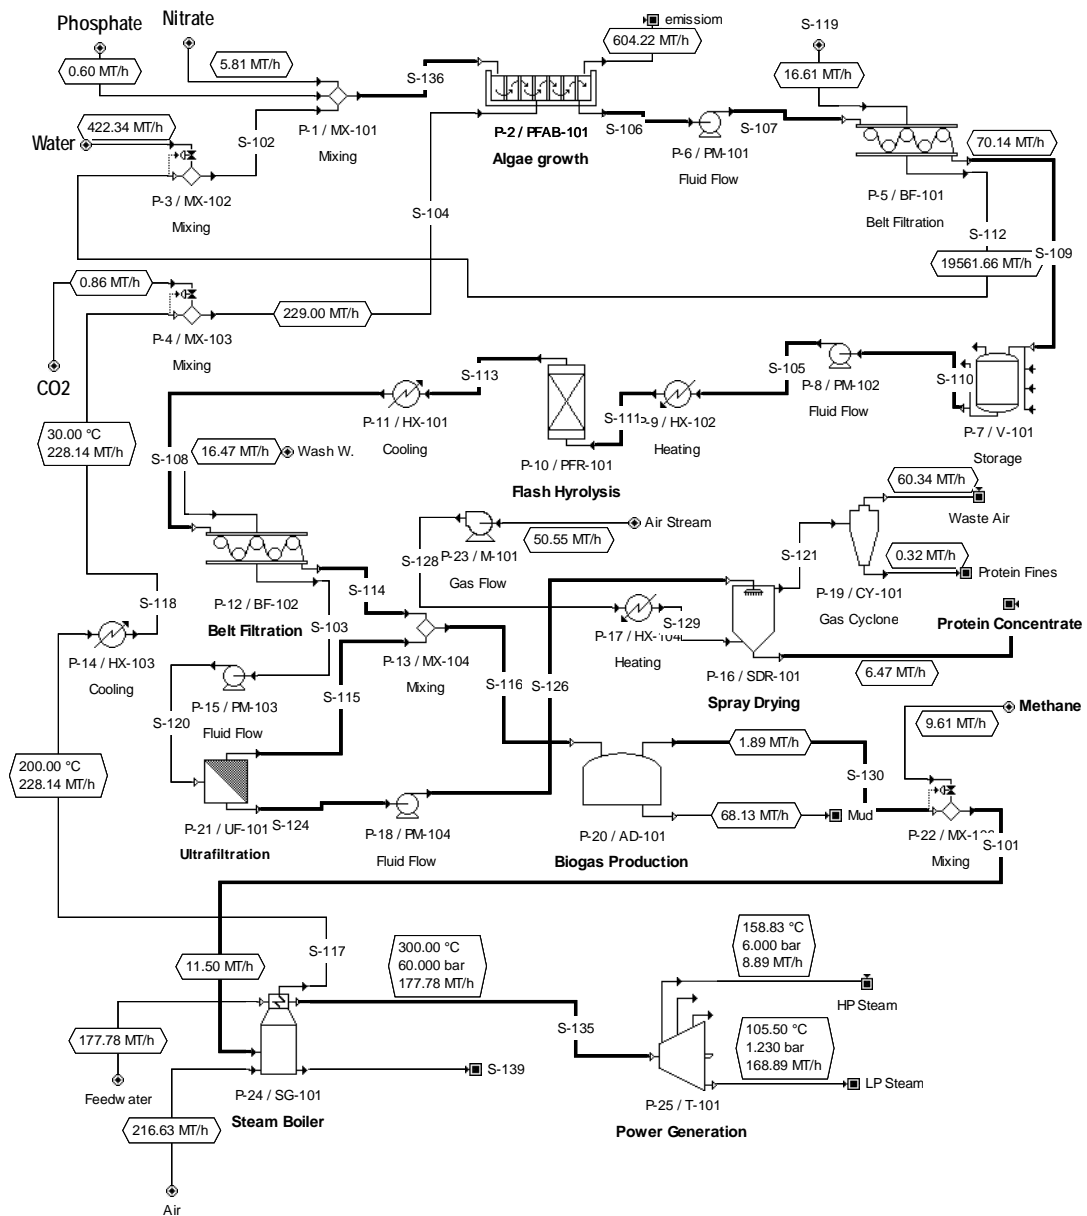 Phosphate
Nitrate
emissiom
604.22 MT/h
S-119
0.60 MT/h
5.81 MT/h
S-136
16.61 MT/h
422.34 MT/h
Water
S-102
P-1 / MX-101
Mixing
P-2 / PFAB-101
Algae growth
S-106
S-107
P-6 / PM-101
Fluid Flow
70.14 MT/h
P-3 / MX-102
Mixing
S-104
P-5 / BF-101
Belt Filtration
S-112
S-109
19561.66 MT/h
0.86 MT/h
229.00 MT/h
P-4 / MX-103
Mixing
CO2
S-113
S-105
P-8 / PM-102
Fluid Flow
S-110
P-7 / V-101
Storage
P-11 / HX-101
Cooling
S-111
P-9 / HX-102
Heating
P-10 / PFR-101
Flash Hyrolysis
30.00 °C
228.14 MT/h
S-108
16.47 MT/h
Wash W.
60.34 MT/h
Waste Air
Air Stream
50.55 MT/h
S-128
P-23 / M-101
Gas Flow
S-121
0.32 MT/h
Protein Fines
P-19 / CY-101
Gas Cyclone
P-12 / BF-102
Belt Filtration
S-114
S-103
S-118
P-14 / HX-103
Cooling
P-13 / MX-104
Mixing
S-129
P-17 / HX-104
Heating
Protein Concentrate
P-16 / SDR-101
Spray Drying
6.47 MT/h
S-115
S-116
S-126
P-15 / PM-103
Fluid Flow
S-120
Methane
9.61 MT/h
200.00 °C
228.14 MT/h
1.89 MT/h
S-130
P-21 / UF-101
Ultrafiltration
S-124
P-18 / PM-104
Fluid Flow
P-20 / AD-101
Biogas Production
68.13 MT/h
Mud
P-22 / MX-
S-101
Mixing
S-117
11.50 MT/h
300.00 °C
60.000 bar
177.78 MT/h
158.83 °C
6.000 bar
8.89 MT/h
HP Steam
177.78 MT/h
S-135
105.50 °C
1.230 bar
168.89 MT/h
Feedwater
S-139
LP Steam
P-24 / SG-101
Steam Boiler
P-25 / T-101
Power Generation
216.63 MT/h
Air